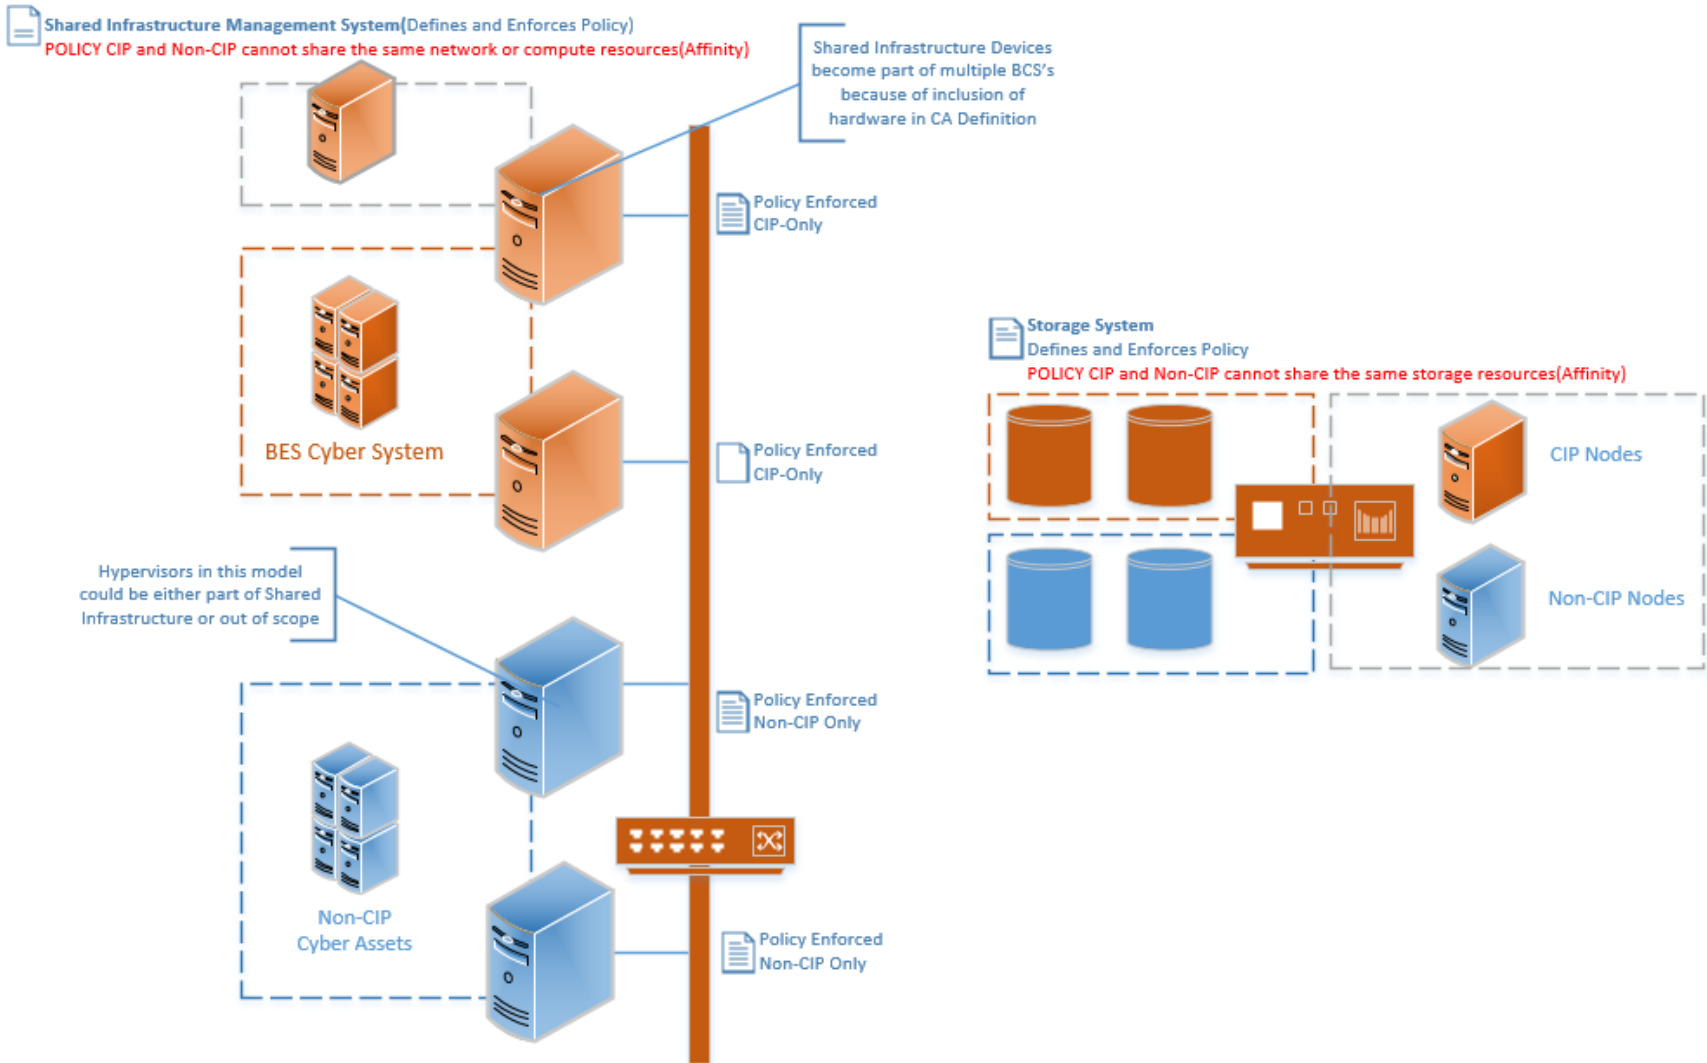 Shared Infrastructure Management System(Defines and Enforces Policy)
POLICY CIP and Non-CIP cannot share the same network or compute resources(Affinity)
Shared Infrastructure Devices
become part of multiple BCS's
because of inclusion of
hardware in CA Definition
Policy Enforced
CIP-Only
BES Cyber System
Policy Enforced
CIP-Only
Hypervisors in this model
could be either part of Shared
Infrastructure or out of scope
Policy Enforced
Non-CIP Only
Non-CIP
Cyber Assets
Policy Enforced
Non-CIP Only
Storage System
Defines and Enforces Policy
POLICY CIP and Non-CIP cannot share the same storage resources(Affinity)
CIP Nodes
Non-CIP Nodes